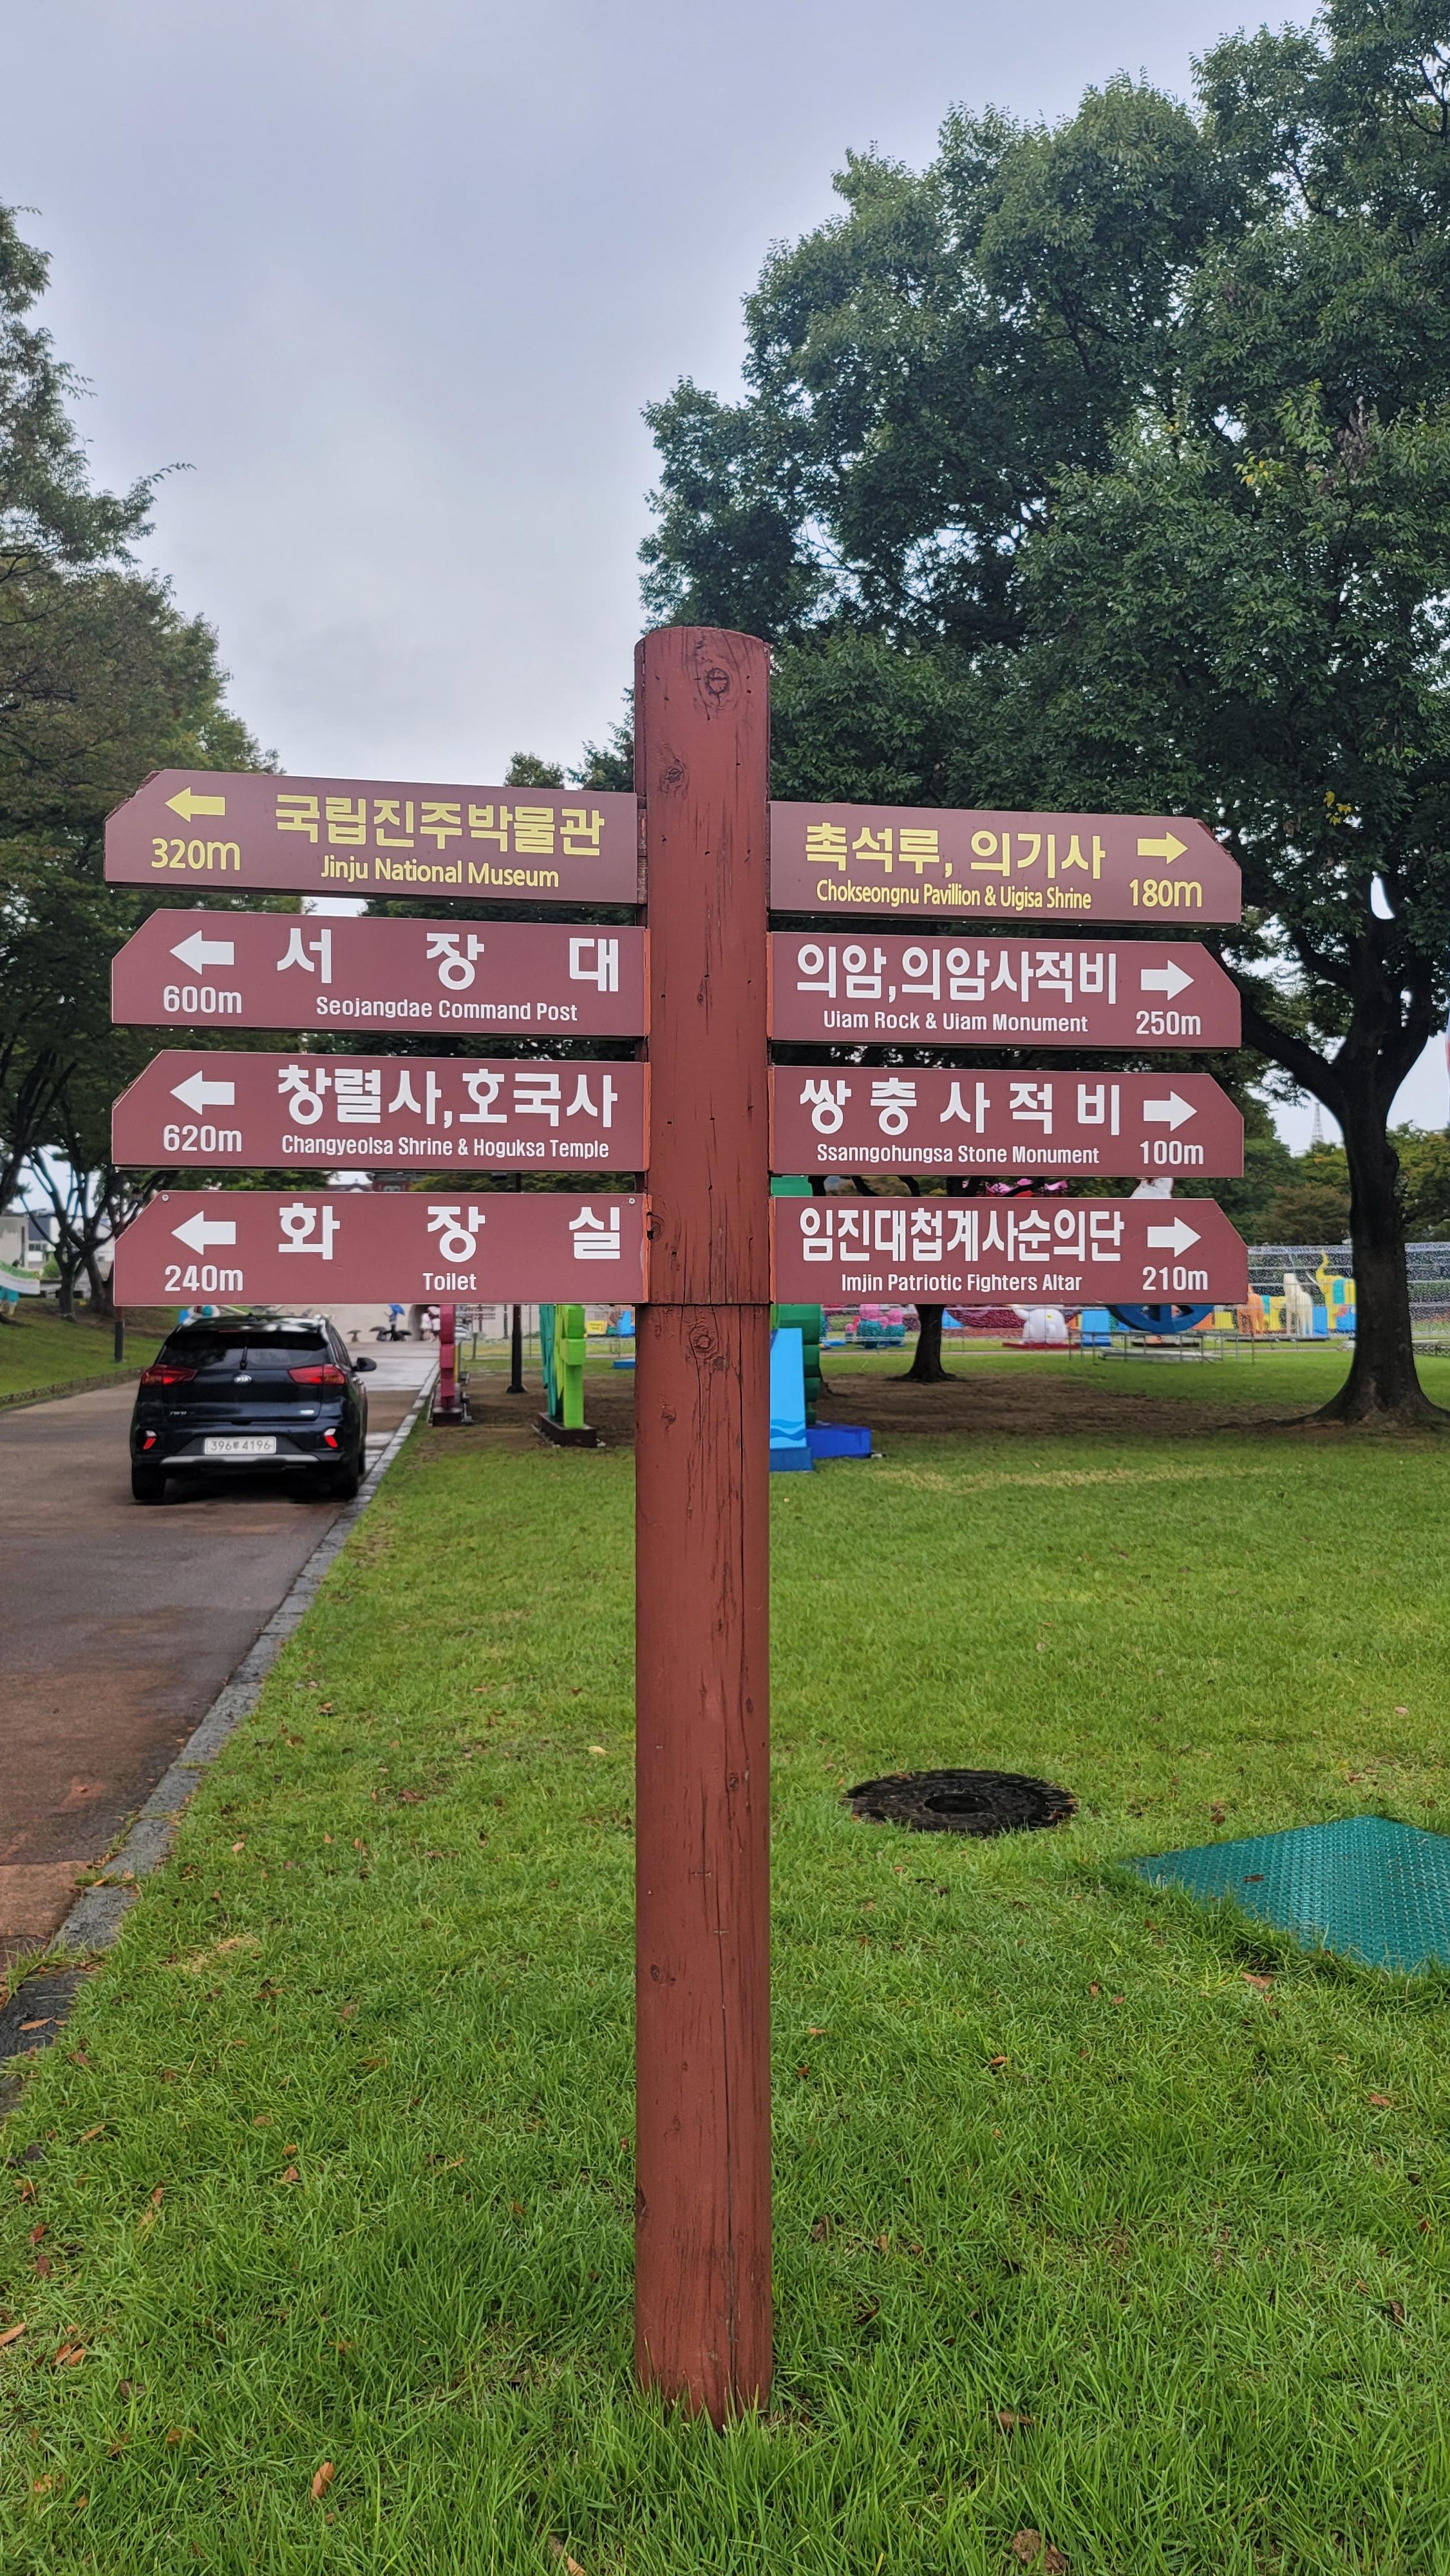 국립진주박물관
320m
Jinju National Museum
서 장 대
600m
Seojangdae Command Post
창렬사,호국사
620m
Changyeolsa Shrine & Hoguksa Temple
화 장 실
240m
Toilet
촉석루, 의기사
Chokseongnu Pavillion & Uigisa Shrine
180m
의암,의암사적비
Uiam Rock & Uiam Monument
250m
쌍 충 사 적 비
Ssanngohungsa Stone Monument
100m
임진대첩계사순의단
Imjin Patriotic Fighters Altar
210m